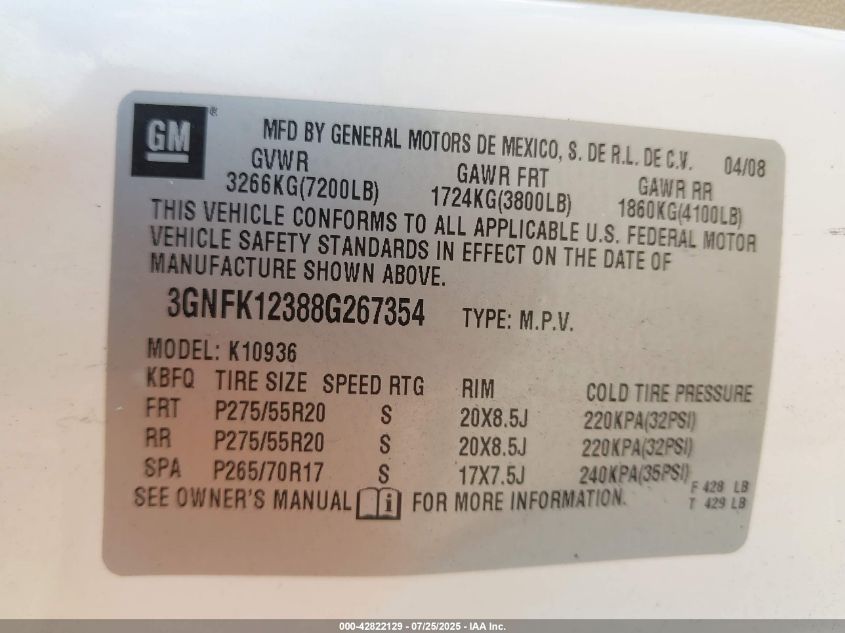 GM ®
MFD BY GENERAL MOTORS DE MEXICO, S. DE R.L. DE C.V. 04/08
GVWR GAWR FRT GAWR RR
3266KG(7200LB) 1724KG(3800LB) 1860KG(4100LB)
THIS VEHICLE CONFORMS TO ALL APPLICABLE U.S. FEDERAL MOTOR
VEHICLE SAFETY STANDARDS IN EFFECT ON THE DATE OF
MANUFACTURE SHOWN ABOVE.
3GNFK12388G267354 TYPE: M.P.V.
MODEL: K10936
KBFQ TIRE SIZE SPEED RTG RIM COLD TIRE PRESSURE
FRT P275/55R20 S 20X8.5J 220KPA(32PSI)
RR P275/55R20 S 20X8.5J 220KPA(32PSI)
SPA P265/70R17 S 17X7.5J 240KPA(35PSI)
F 428 LB
SEE OWNER'S MANUAL i FOR MORE INFORMATION. T 429 LB
000-42822129 - 07/25/2025 - IAA Inc.